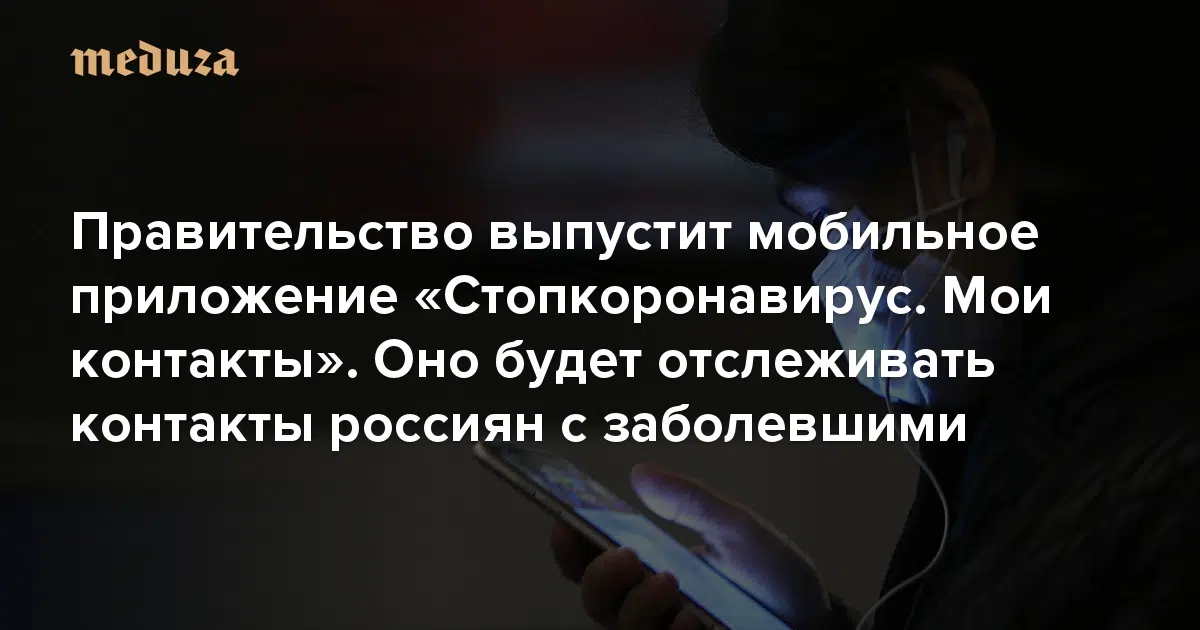 meduza
Правительство выпустит мобильное
приложение «Стопкоронавирус. Мои
контакты». Оно будет отслеживать
контакты россиян с заболевшими